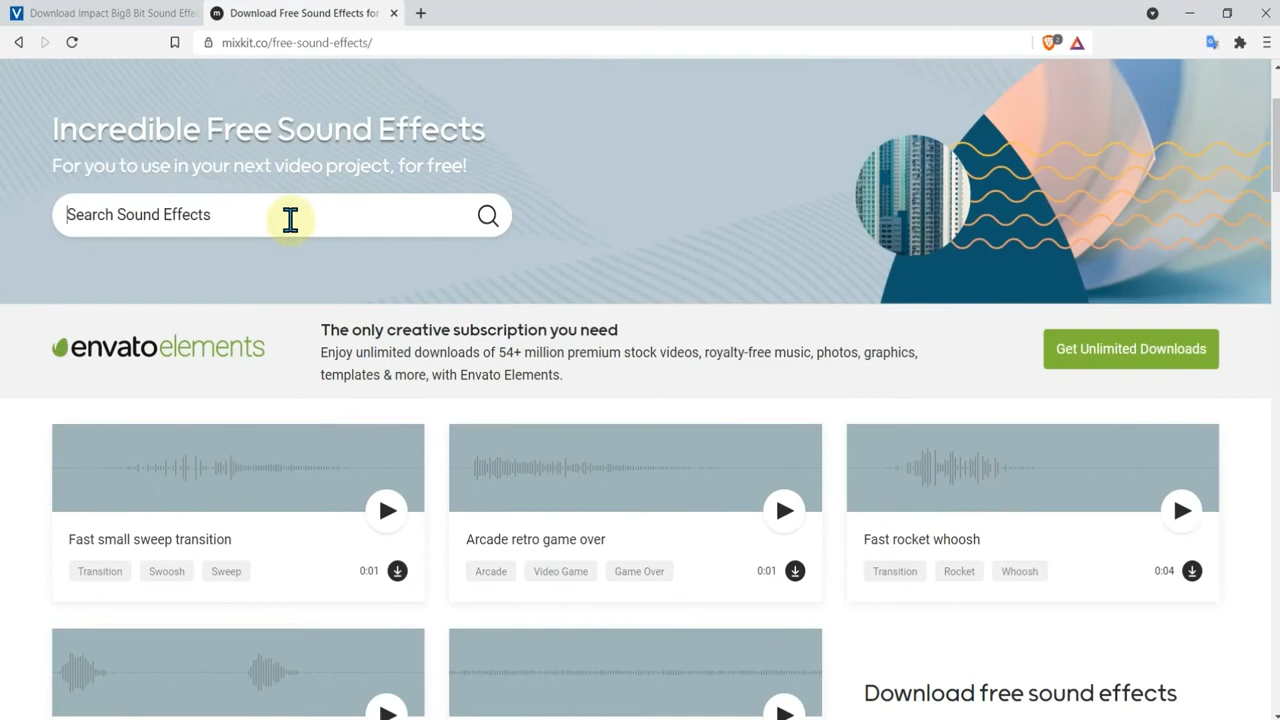 Download Impact Big8 Bit Sound Effe
Download Free Sound Effects for
mixkit.co/free-sound-effects/
2
Incredible Free Sound Effects
For you to use in your next video project, for free!
Search Sound Effects
envatoelements
The only creative subscription you need
Enjoy unlimited downloads of 54+ million premium stock videos, royalty-free music, photos, graphics,
templates & more, with Envato Elements.
Get Unlimited Downloads
Fast small sweep transition
Transition Swoosh Sweep 0:01
Arcade retro game over
Arcade Video Game Game Over 0:01
Fast rocket whoosh
Transition Rocket Whoosh 0:04
Download free sound effects